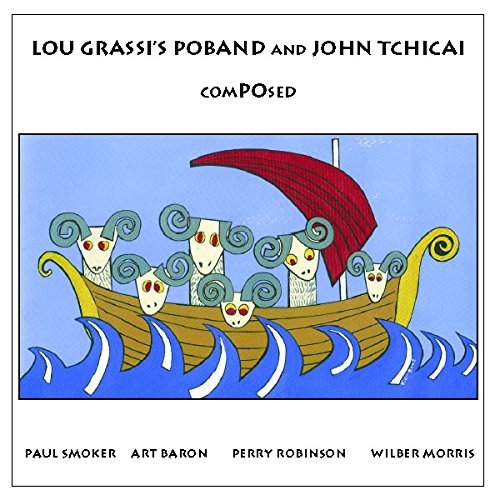 LOU GRASSI'S POBAND AND JOHN TCHICAI
COMPOSED
PAUL SMOKER ART BARON PERRY ROBINSON WILBER MORRIS